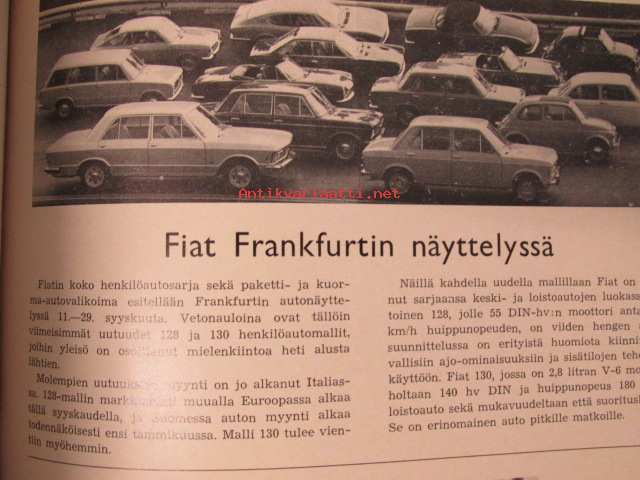 Antikvariaatti.net
Fiat Frankfurtin näyttelyssä
Fiatin koko henkilöautosarja sekä paketti- ja kuor-
ma-autovalikoima esitellään Frankfurtin autonäytte-
lyssä 11.—29. syyskuuta. Vetonauloina ovat tällöin
viimeisimmät uutuudet 128 ja 130 henkilöautomallit,
joihin yleisö on osoittanut mielenkiintoa heti alusta
lähtien.
Molempien myynti on jo alkanut Italias-
sa. 128-mallin muualla Euroopassa alkaa
tällä syyskaudella, ja Suomessa auton myynti alkaa
todennäköisesti ensi tammikuussa. Malli 130 tulee vien-
tiin myöhemmin.
Näillä kahdella uudella mallillaan Fiat on
nut sarjaansa keski- ja loistoautojen luokass
toinen 128, jolle 55 DIN-hv:n moottori anta
km/h huippunopeuden, on viiden hengen a
suunnittelussa on erityistä huomiota kiinni
vallisiin ajo-ominaisuuksiin ja sisätilojen teho
käyttöön. Fiat 130, jossa on 2,8 litran V-6 mo
holtaan 140 hv DIN ja huippunopeus 180
loistoauto sekä mukavuudeltaan että suoritusk
Se on erinomainen auto pitkille matkoille.